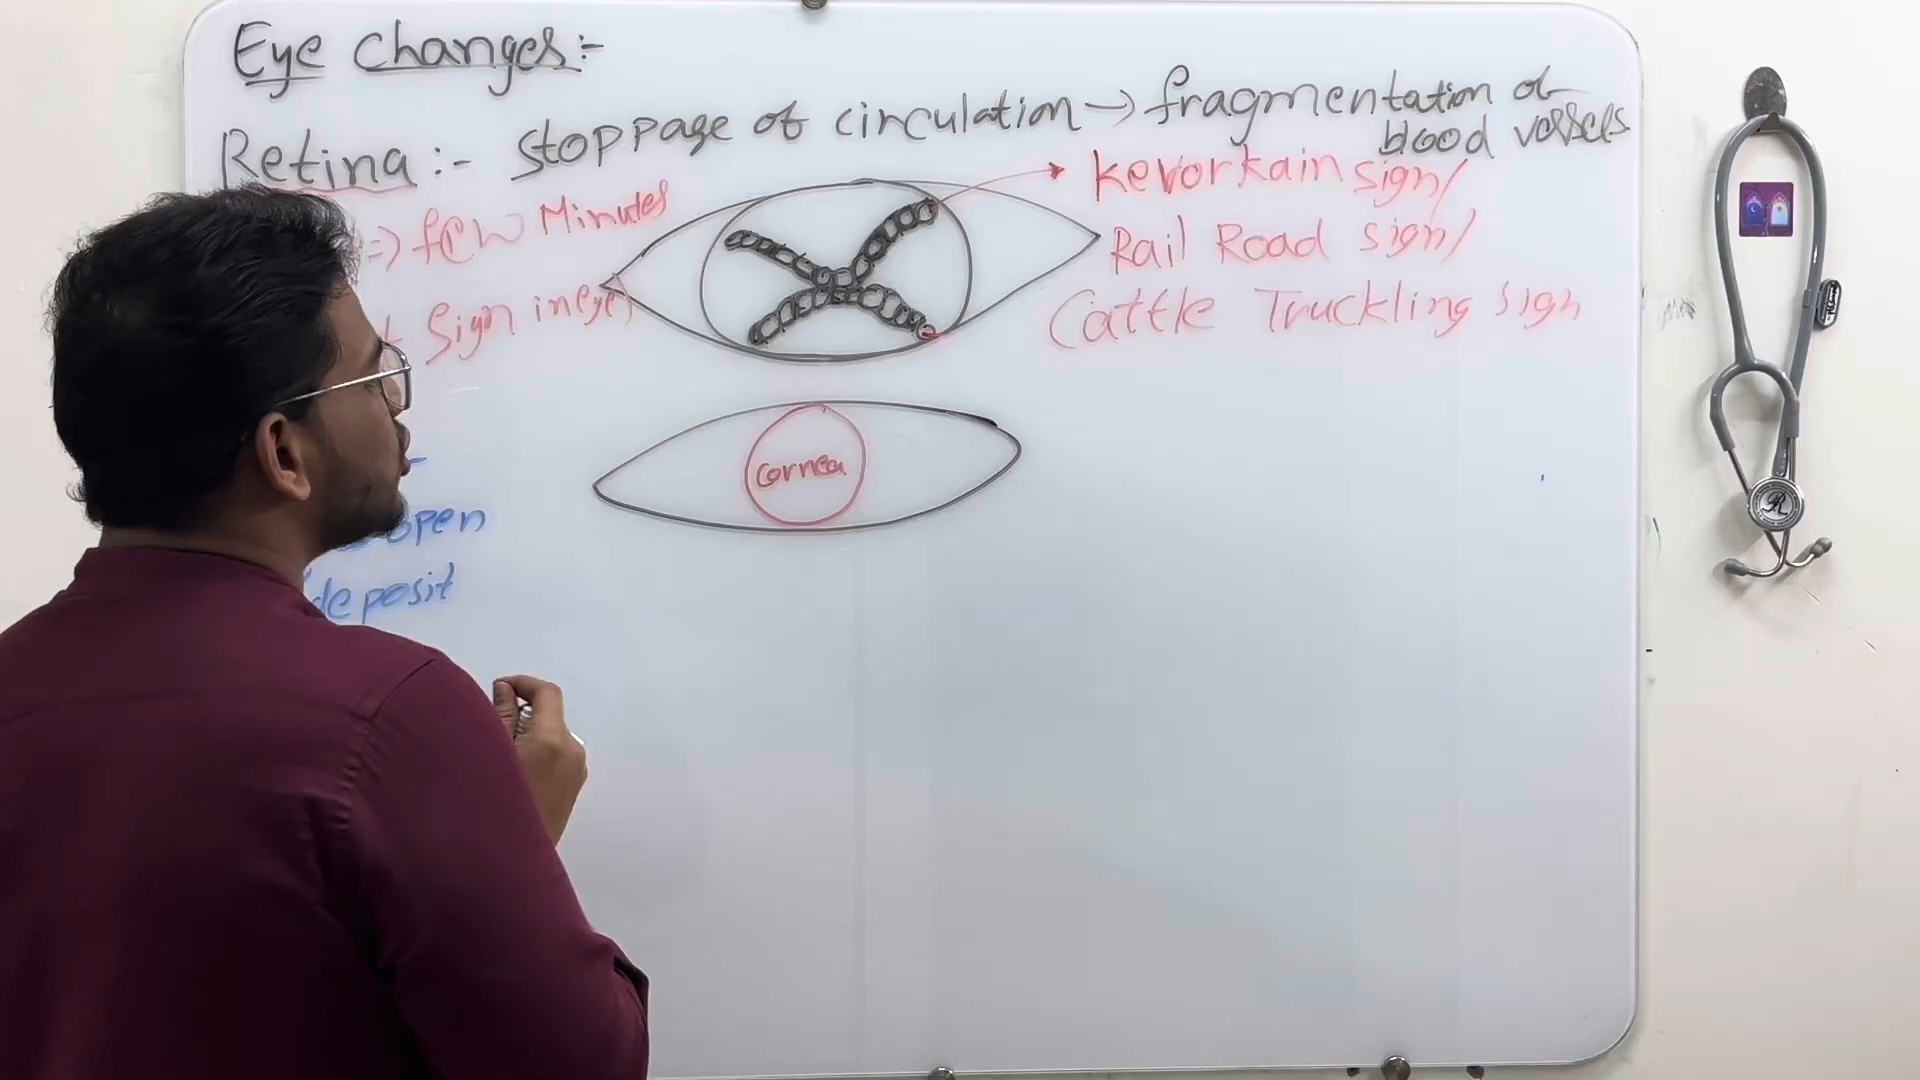 Eye changes:-
Retina :- stoppage of circulation → fragmentation of
blood vessels
=> few Minutes
Sign in eye)
kevorkain sign/
Rail Road sign/
Cattle Truckling sign
cornea
open
deposit